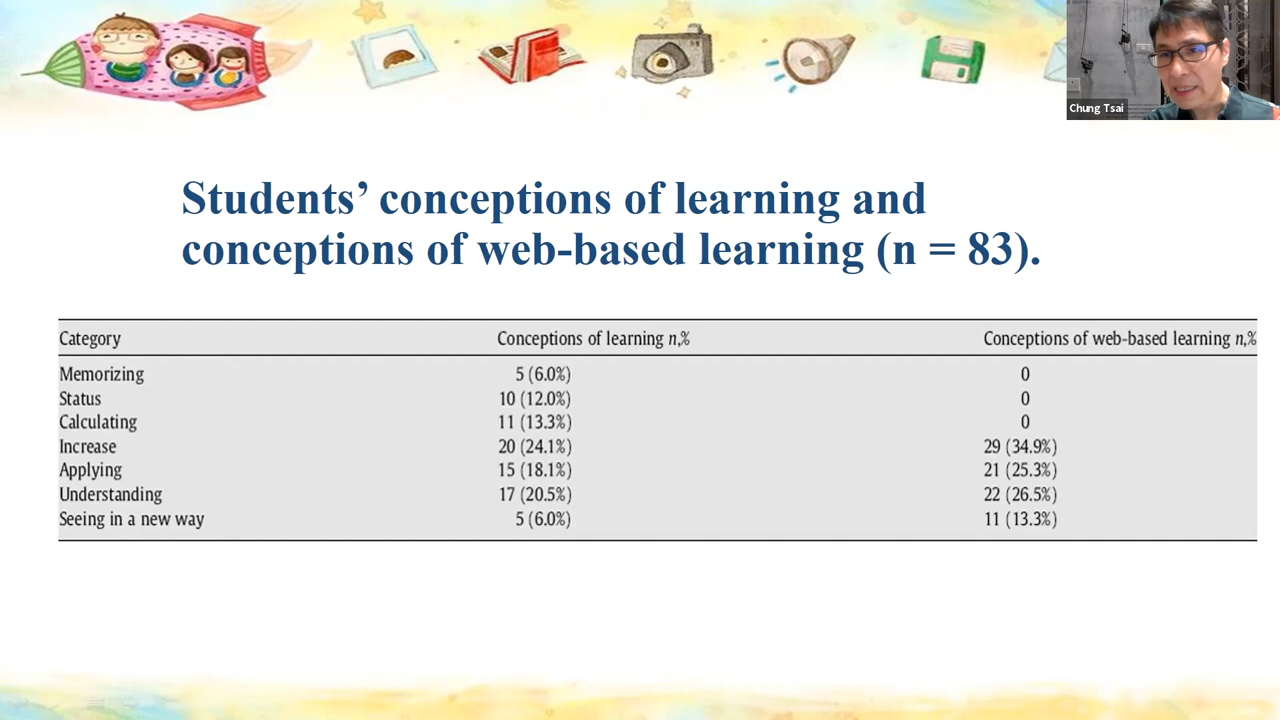 Chung Tsai
Students’ conceptions of learning and
conceptions of web-based learning (n = 83).
Category Conceptions of learning n,% Conceptions of web-based learning n,%
Memorizing 5 (6.0%) 0
Status 10 (12.0%) 0
Calculating 11 (13.3%) 0
Increase 20 (24.1%) 29 (34.9%)
Applying 15 (18.1%) 21 (25.3%)
Understanding 17 (20.5%) 22 (26.5%)
Seeing in a new way 5 (6.0%) 11 (13.3%)